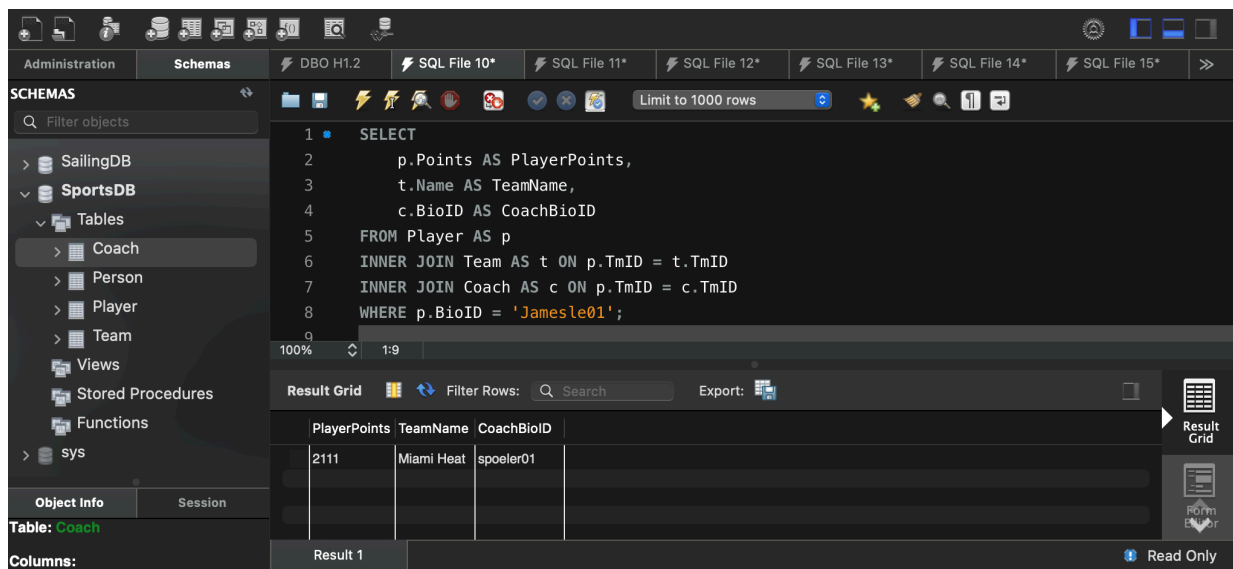 Administration
Schemas
DBO H1.2
SQL File 10*
SQL File 11*
SQL File 12*
SQL File 13*
SQL File 14*
SQL File 15*
SCHEMAS
Filter objects
SailingDB
SportsDB
Tables
Coach
Person
Player
Team
Views
Stored Procedures
Functions
sys
Object Info
Session
Table: Coach
Columns:
Limit to 1000 rows
1 SELECT
2 p.Points AS PlayerPoints,
3 t.Name AS TeamName,
4 c.BioID AS CoachBioID
5 FROM Player AS p
6 INNER JOIN Team AS t ON p.TmID = t.TmID
7 INNER JOIN Coach AS c ON p.TmID = c.TmID
8 WHERE p.BioID = 'Jamesle01';
9
100% 1:9
Result Grid
Filter Rows:
Search
Export:
PlayerPoints TeamName CoachBioID
2111 Miami Heat spoeler01
Result
Grid
Form
Editor
Result 1
Read Only